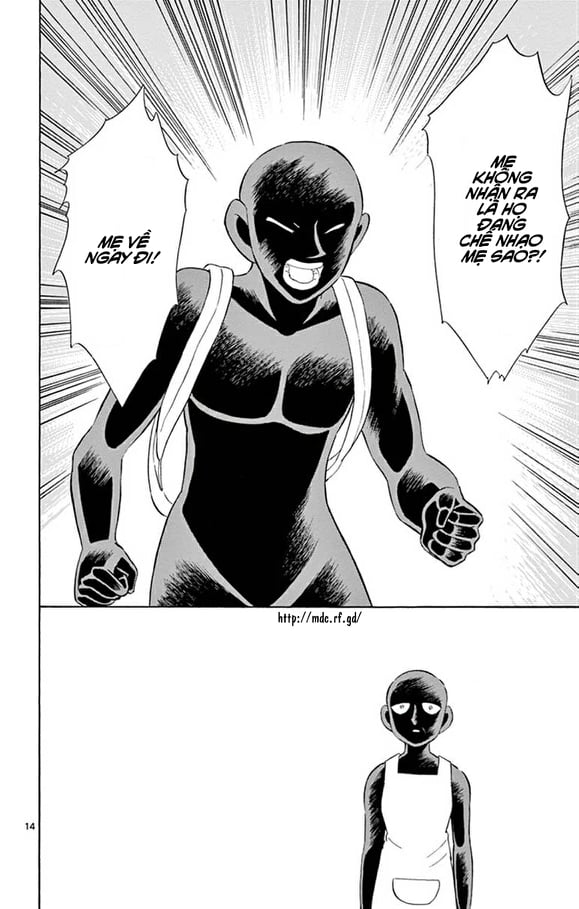 MẸ
KHÔNG
NHẬN RA
LÀ HỌ
ĐANG
CHẾ NHẠO
MẸ SAO?!
MẸ VỀ
NGAY ĐI!
http://mdc.rf.gd/
14